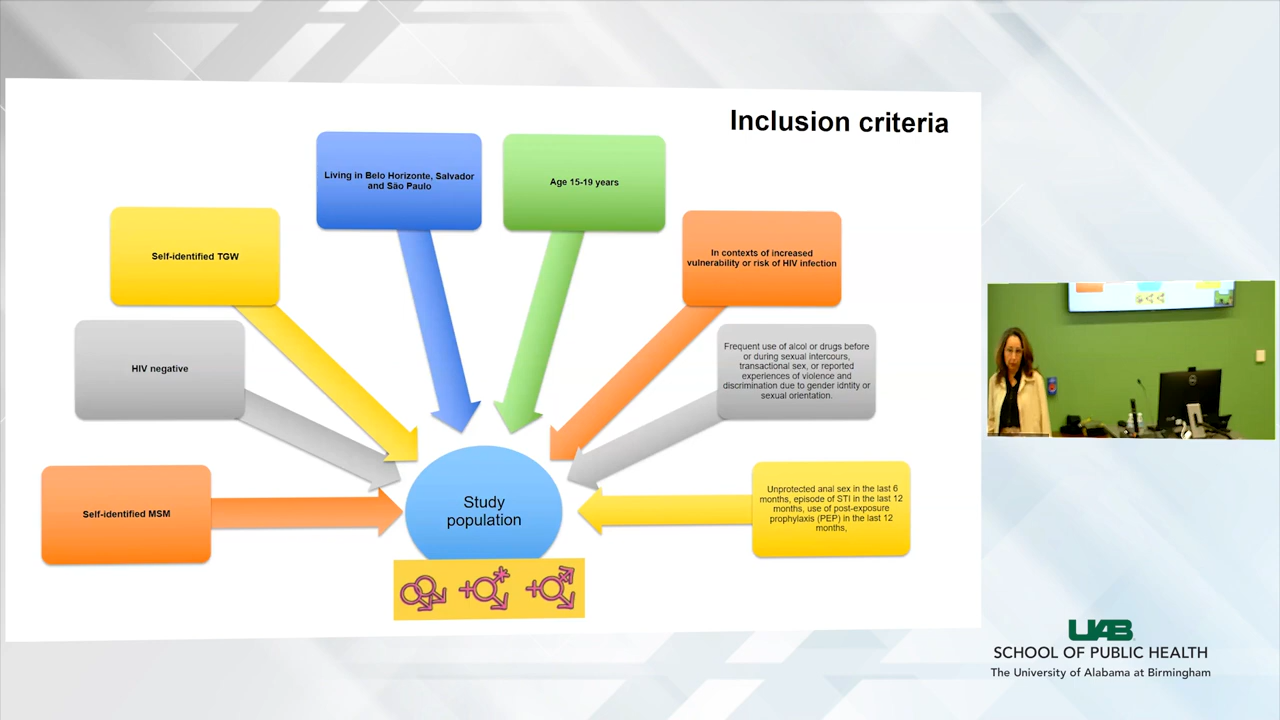 Inclusion criteria
Living in Belo Horizonte, Salvador
and São Paulo
Age 15-19 years
Self-identified TGW
In contexts of increased
vulnerability or risk of HIV infection
HIV negative
Frequent use of alcol or drugs before
or during sexual intercours,
transactional sex, or reported
experiences of violence and
discrimination due to gender idntity or
sexual orientation.
Self-identified MSM
Study
population
Unprotected anal sex in the last 6
months, episode of STI in the last 12
months, use of post-exposure
prophylaxis (PEP) in the last 12
months,
UAB
SCHOOL OF PUBLIC HEALTH
The University of Alabama at Birmingham